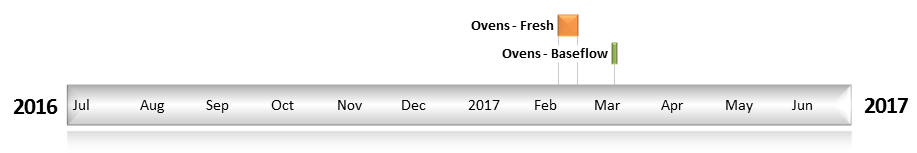 Ovens - Fresh
Ovens - Baseflow
2016 Jul Aug Sep Oct Nov Dec 2017 Feb Mar Apr May Jun 2017